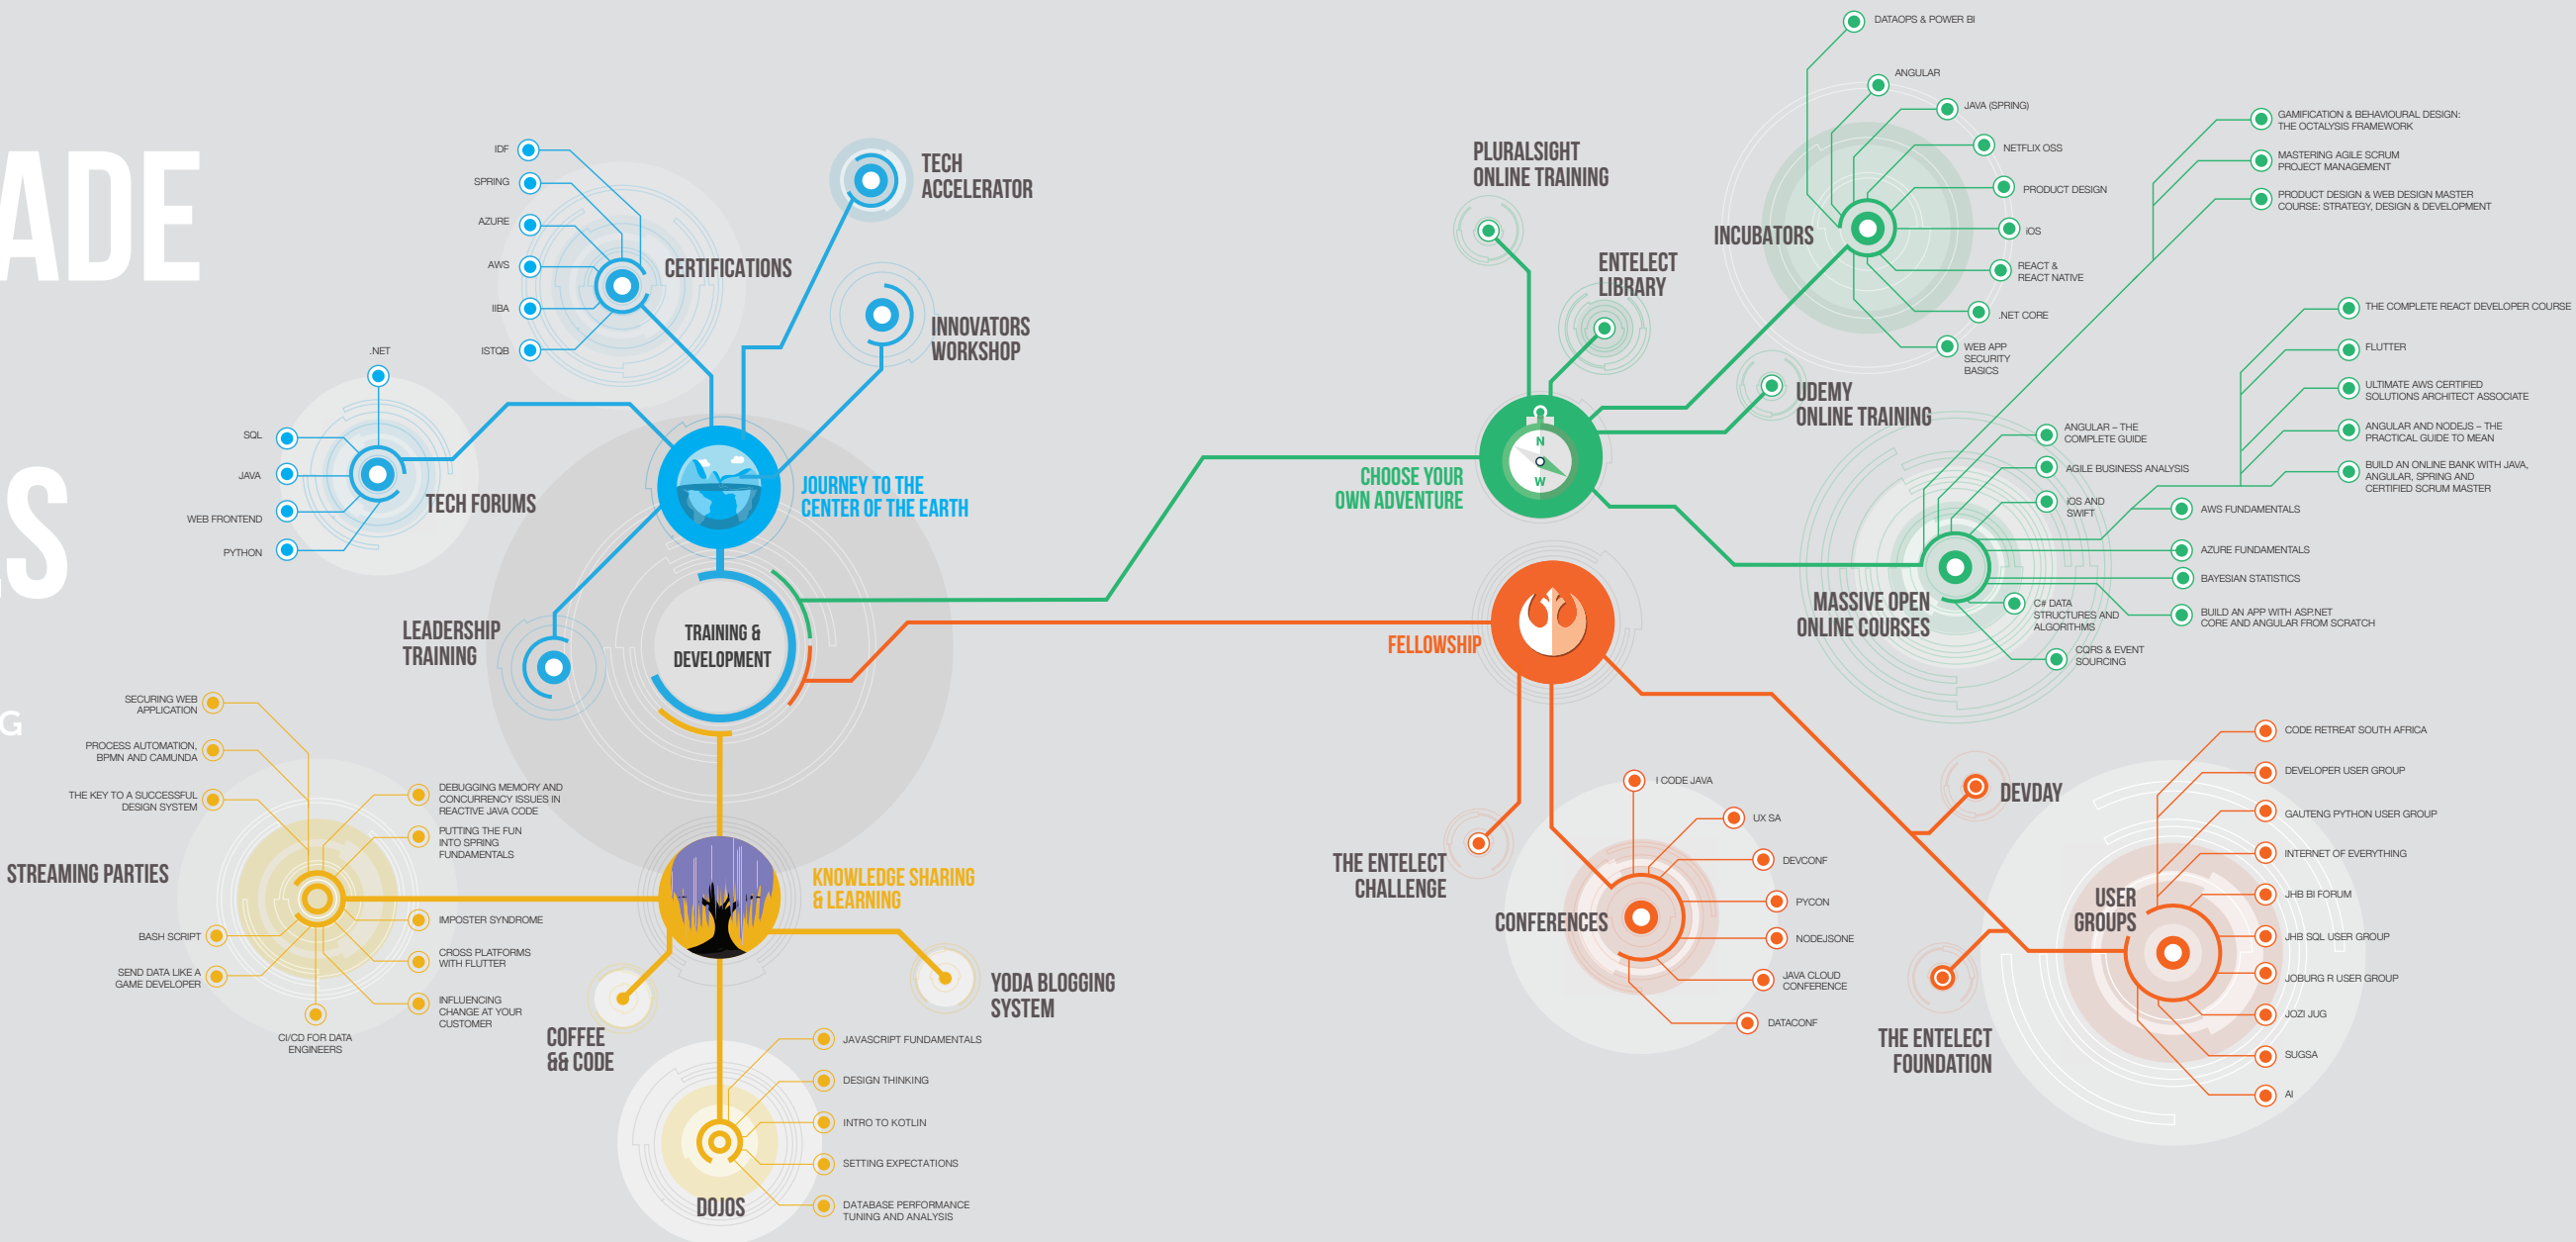 ADE
S
G
TRAINING &
DEVELOPMENT
JOURNEY TO THE
CENTER OF THE EARTH
CERTIFICATIONS
IDF
SPRING
AZURE
AWS
IIBA
ISTQB
TECH
ACCELERATOR
INNOVATORS
WORKSHOP
TECH FORUMS
.NET
SQL
JAVA
WEB FRONTEND
PYTHON
LEADERSHIP
TRAINING
CHOOSE YOUR
OWN ADVENTURE
N
W
PLURALSIGHT
ONLINE TRAINING
ENTELECT
LIBRARY
INCUBATORS
DATAOPS & POWER BI
ANGULAR
JAVA (SPRING)
NETFLIX OSS
PRODUCT DESIGN
iOS
REACT &
REACT NATIVE
.NET CORE
WEB APP
SECURITY
BASICS
UDEMY
ONLINE TRAINING
MASSIVE OPEN
ONLINE COURSES
GAMIFICATION & BEHAVIOURAL DESIGN:
THE OCTALYSIS FRAMEWORK
MASTERING AGILE SCRUM
PROJECT MANAGEMENT
PRODUCT DESIGN & WEB DESIGN MASTER
COURSE: STRATEGY, DESIGN & DEVELOPMENT
THE COMPLETE REACT DEVELOPER COURSE
FLUTTER
ULTIMATE AWS CERTIFIED
SOLUTIONS ARCHITECT ASSOCIATE
ANGULAR AND NODEJS – THE
PRACTICAL GUIDE TO MEAN
BUILD AN ONLINE BANK WITH JAVA,
ANGULAR, SPRING AND
CERTIFIED SCRUM MASTER
ANGULAR – THE
COMPLETE GUIDE
AGILE BUSINESS ANALYSIS
iOS AND
SWIFT
AWS FUNDAMENTALS
AZURE FUNDAMENTALS
BAYESIAN STATISTICS
BUILD AN APP WITH ASP.NET
CORE AND ANGULAR FROM SCRATCH
C# DATA
STRUCTURES AND
ALGORITHMS
CQRS & EVENT
SOURCING
FELLOWSHIP
THE ENTELECT
CHALLENGE
CONFERENCES
I CODE JAVA
UX SA
DEVCONF
PYCON
NODEJSONE
JAVA CLOUD
CONFERENCE
DATACONF
DEVDAY
THE ENTELECT
FOUNDATION
USER
GROUPS
CODE RETREAT SOUTH AFRICA
DEVELOPER USER GROUP
GAUTENG PYTHON USER GROUP
INTERNET OF EVERYTHING
JHB BI FORUM
JHB SQL USER GROUP
JOBURG R USER GROUP
JOZI JUG
SUGSA
AI
KNOWLEDGE SHARING
& LEARNING
STREAMING PARTIES
SECURING WEB
APPLICATION
PROCESS AUTOMATION,
BPMN AND CAMUNDA
THE KEY TO A SUCCESSFUL
DESIGN SYSTEM
DEBUGGING MEMORY AND
CONCURRENCY ISSUES IN
REACTIVE JAVA CODE
PUTTING THE FUN
INTO SPRING
FUNDAMENTALS
IMPOSTER SYNDROME
CROSS PLATFORMS
WITH FLUTTER
INFLUENCING
CHANGE AT YOUR
CUSTOMER
BASH SCRIPT
SEND DATA LIKE A
GAME DEVELOPER
CI/CD FOR DATA
ENGINEERS
COFFEE
&& CODE
YODA BLOGGING
SYSTEM
DOJOS
JAVASCRIPT FUNDAMENTALS
DESIGN THINKING
INTRO TO KOTLIN
SETTING EXPECTATIONS
DATABASE PERFORMANCE
TUNING AND ANALYSIS